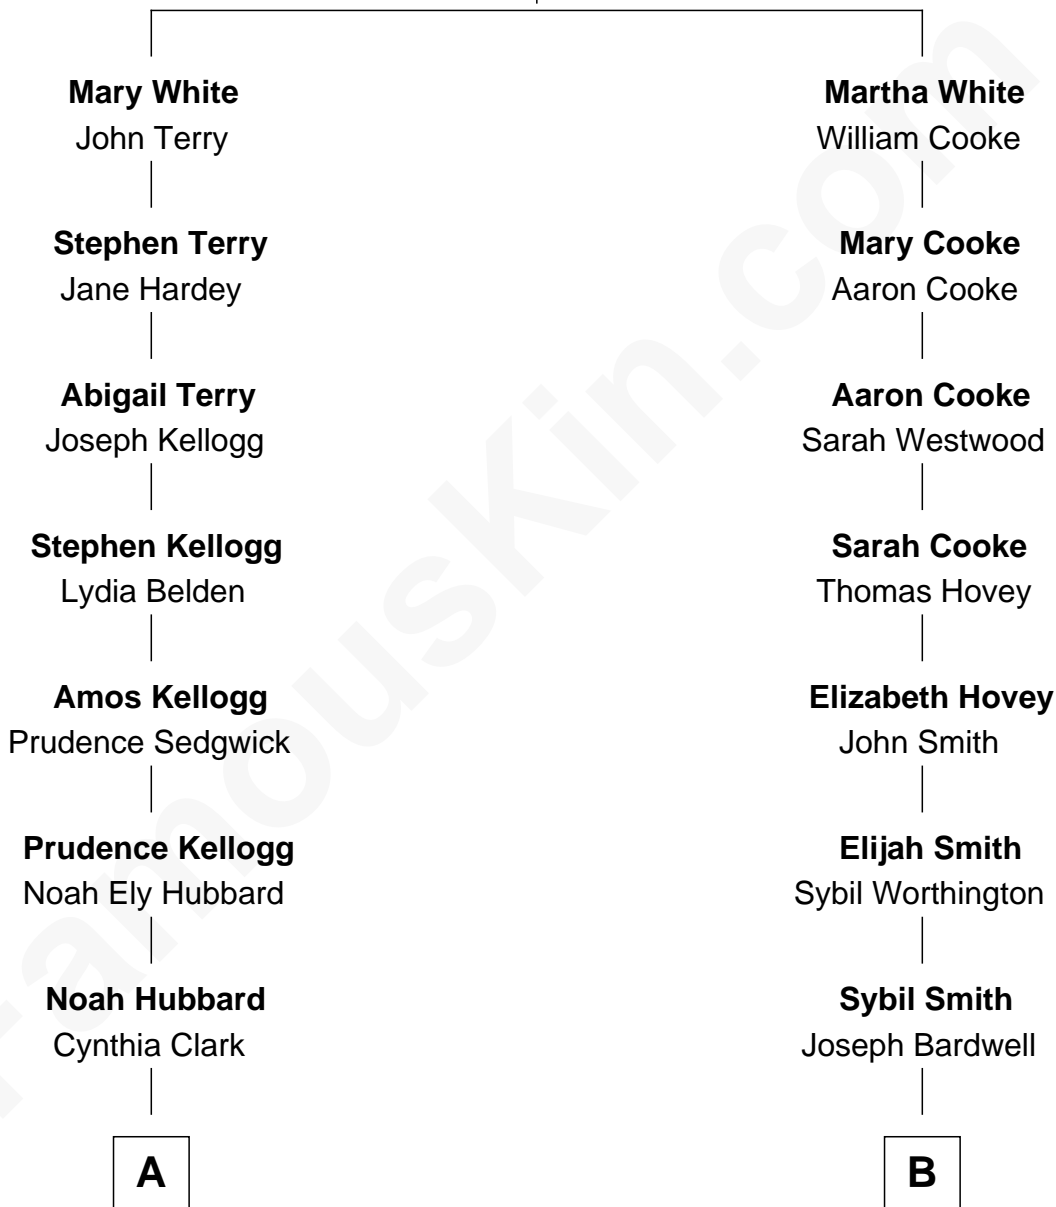 Mary White
John Terry
Stephen Terry
Jane Hardey
Abigail Terry
Joseph Kellogg
Stephen Kellogg
Lydia Belden
Amos Kellogg
Prudence Sedgwick
Prudence Kellogg
Noah Ely Hubbard
Noah Hubbard
Cynthia Clark
A
Martha White
William Cooke
Mary Cooke
Aaron Cooke
Aaron Cooke
Sarah Westwood
Sarah Cooke
Thomas Hovey
Elizabeth Hovey
John Smith
Elijah Smith
Sybil Worthington
Sybil Smith
Joseph Bardwell
B
FamousKin.com